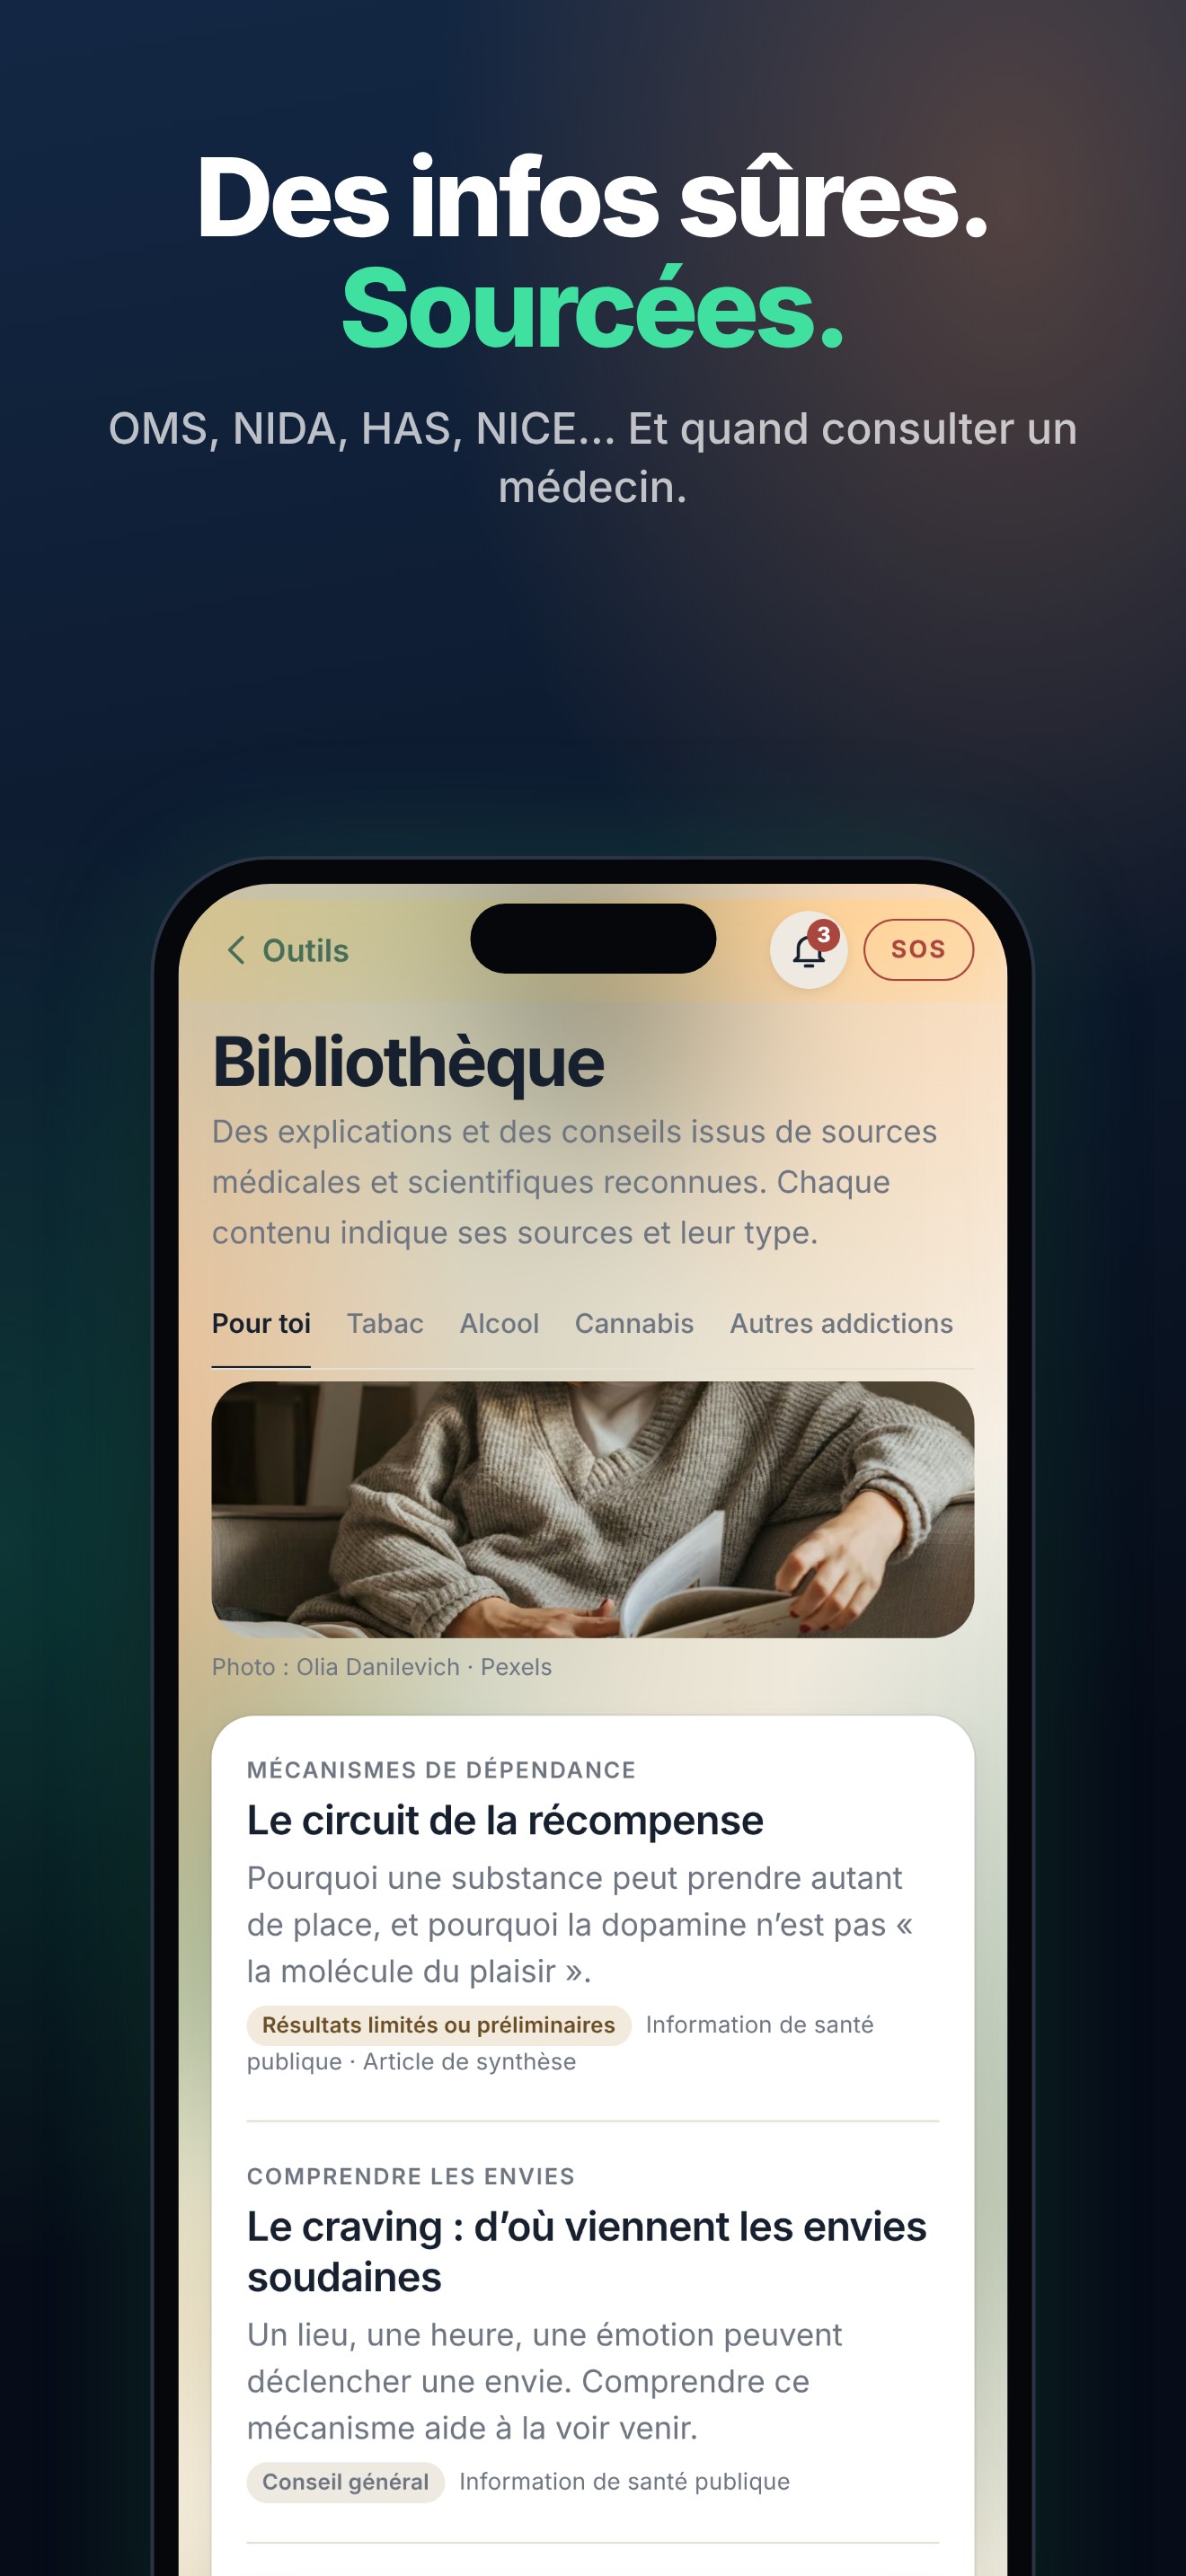 Des infos sûres.
Sourcées.
OMS, NIDA, HAS, NICE... Et quand consulter un
médecin.
Outils
3
SOS
Bibliothèque
Des explications et des conseils issus de sources
médicales et scientifiques reconnues. Chaque
contenu indique ses sources et leur type.
Pour toi Tabac Alcool Cannabis Autres addictions
Photo : Olia Danilevich · Pexels
MÉCANISMES DE DÉPENDANCE
Le circuit de la récompense
Pourquoi une substance peut prendre autant
de place, et pourquoi la dopamine n’est pas «
la molécule du plaisir ».
Résultats limités ou préliminaires Information de santé
publique · Article de synthèse
COMPRENDRE LES ENVIES
Le craving : d’où viennent les envies
soudaines
Un lieu, une heure, une émotion peuvent
déclencher une envie. Comprendre ce
mécanisme aide à la voir venir.
Conseil général Information de santé publique